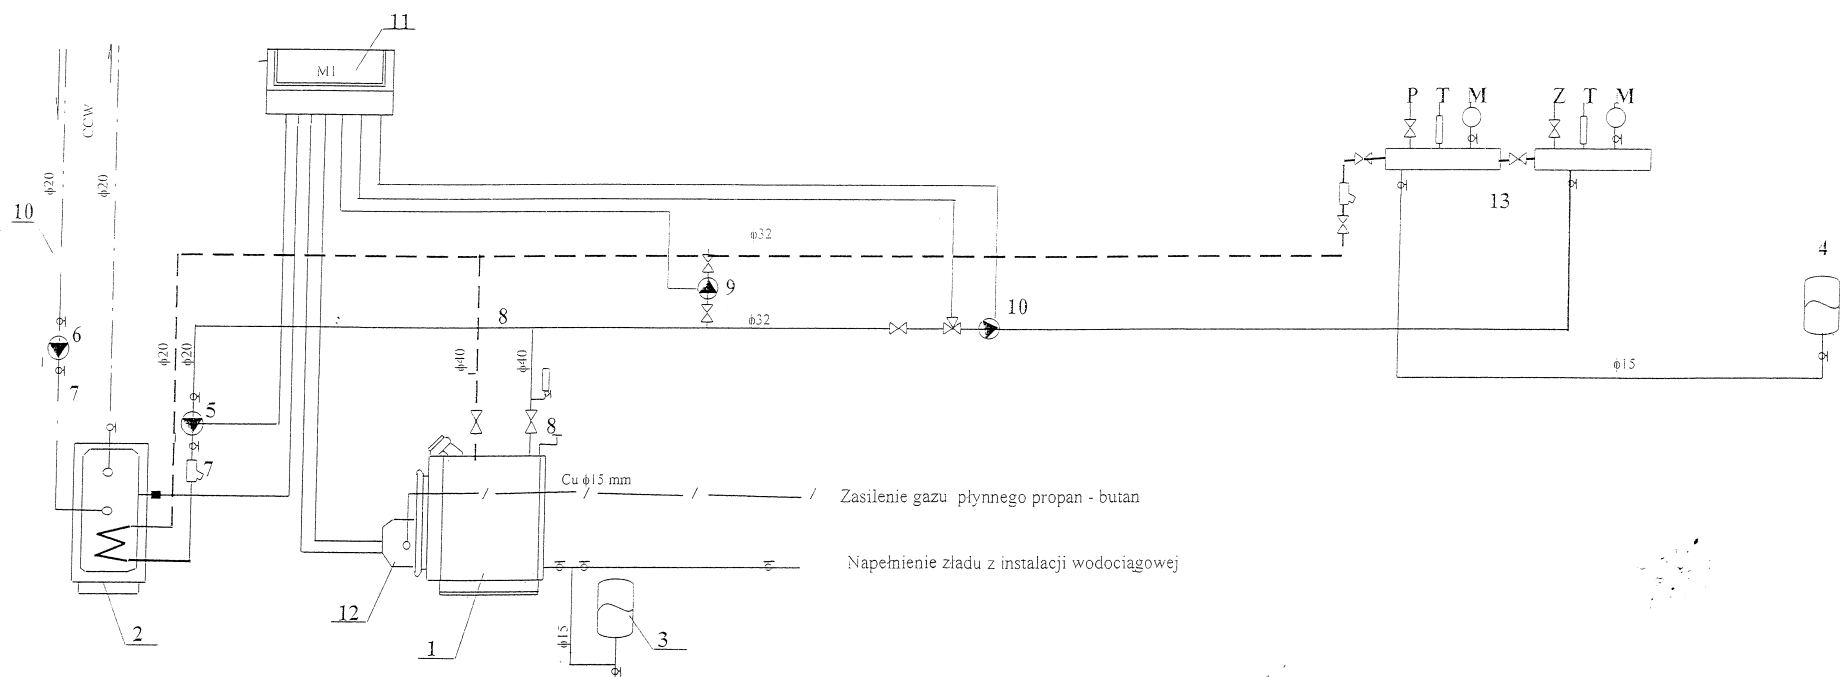 11
M1
CCW
P T M Z T M
ϕ20
ϕ20
10
13
ϕ32
4
9
10
8
ϕ32
6
ϕ20
ϕ20
ϕ40
ϕ40
ϕ15
7
5
8
7
Cu ϕ15 mm
Zasilenie gazu płynnego propan - butan
Napełnienie zładu z instalacji wodociągowej
12
ϕ15
2
1
3